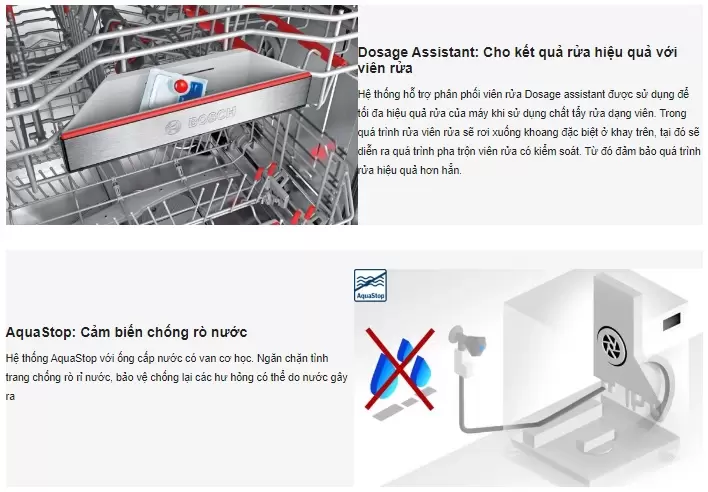 BOSCH
Dosage Assistant: Cho kết quả rửa hiệu quả với
viên rửa
Hệ thống hỗ trợ phân phối viên rửa Dosage assistant được sử dụng để
tối đa hiệu quả rửa của máy khi sử dụng chất tẩy rửa dạng viên. Trong
quá trình rửa viên rửa sẽ rơi xuống khoang đặc biệt ở khay trên, tại đó sẽ
diễn ra quá trình pha trộn viên rửa có kiểm soát. Từ đó đảm bảo quá trình
rửa hiệu quả hơn hẳn.
AquaStop
AquaStop: Cảm biến chống rò nước
Hệ thống AquaStop với ống cấp nước có van cơ học. Ngăn chặn tình
trang chống rò rỉ nước, bảo vệ chống lại các hư hỏng có thể do nước gây
ra